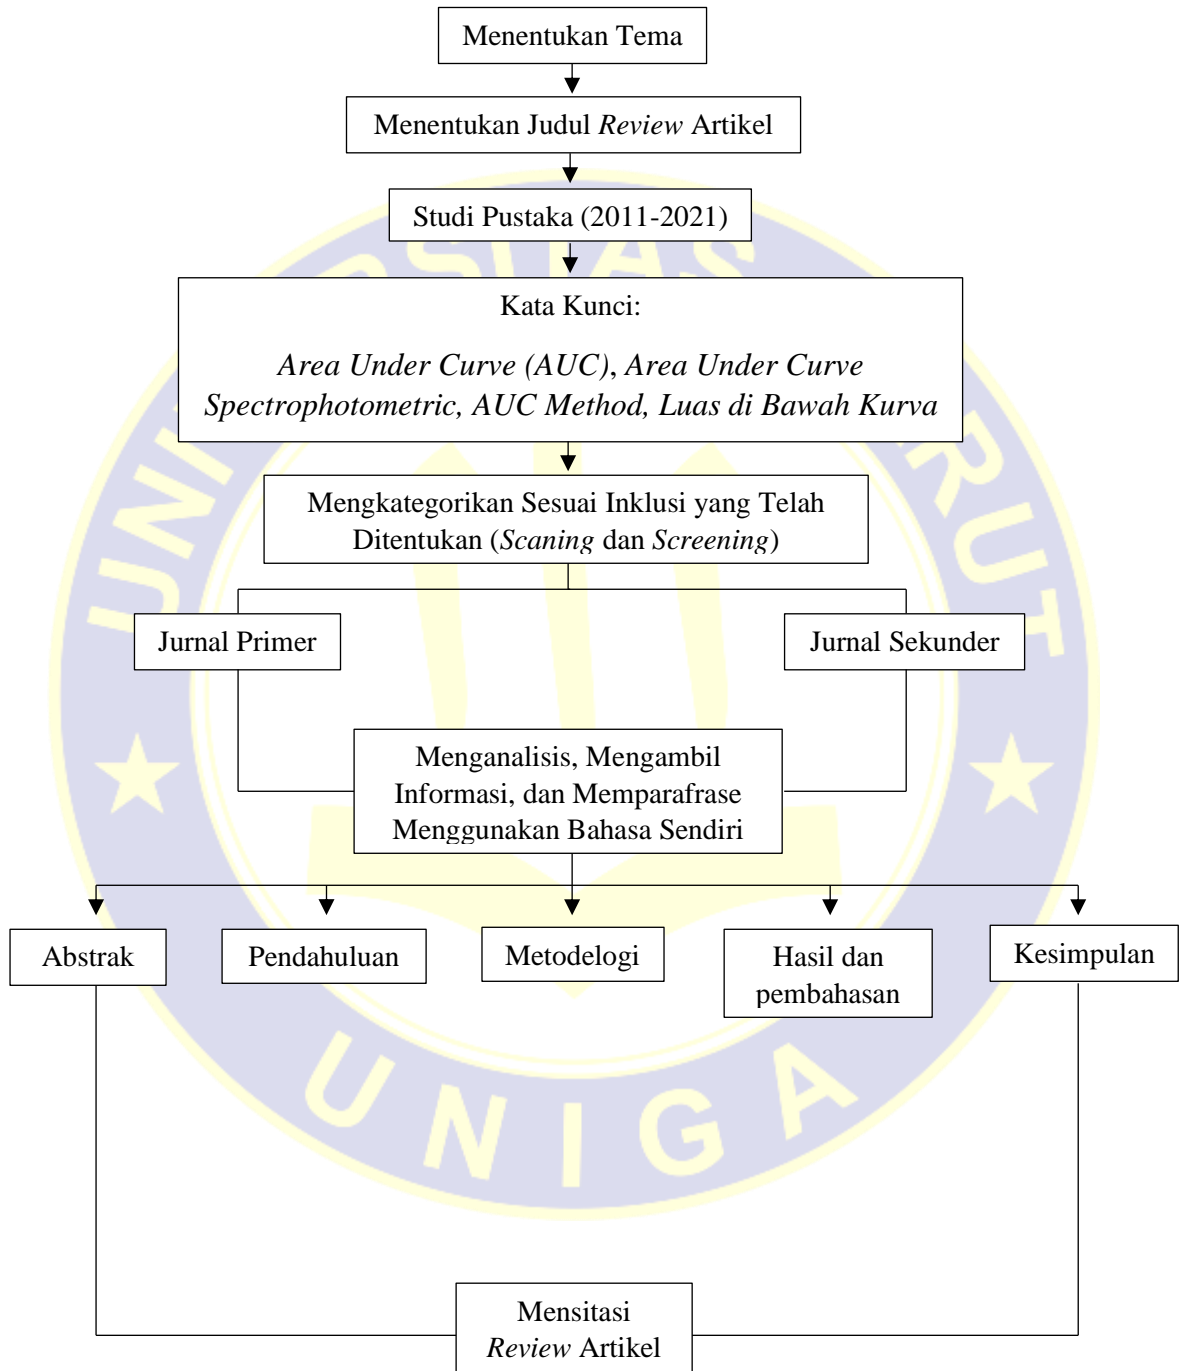 Menentukan Tema
Menentukan Judul Review Artikel
Studi Pustaka (2011-2021)
Kata Kunci:
Area Under Curve (AUC), Area Under Curve
Spectrophotometric, AUC Method, Luas di Bawah Kurva
Mengkategorikan Sesuai Inklusi yang Telah
Ditentukan (Scaning dan Screening)
Jurnal Primer
Jurnal Sekunder
Menganalisis, Mengambil
Informasi, dan Memparafrase
Menggunakan Bahasa Sendiri
Abstrak
Pendahuluan
Metodelogi
Hasil dan
pembahasan
Kesimpulan
Mensitasi
Review Artikel
UNIGA